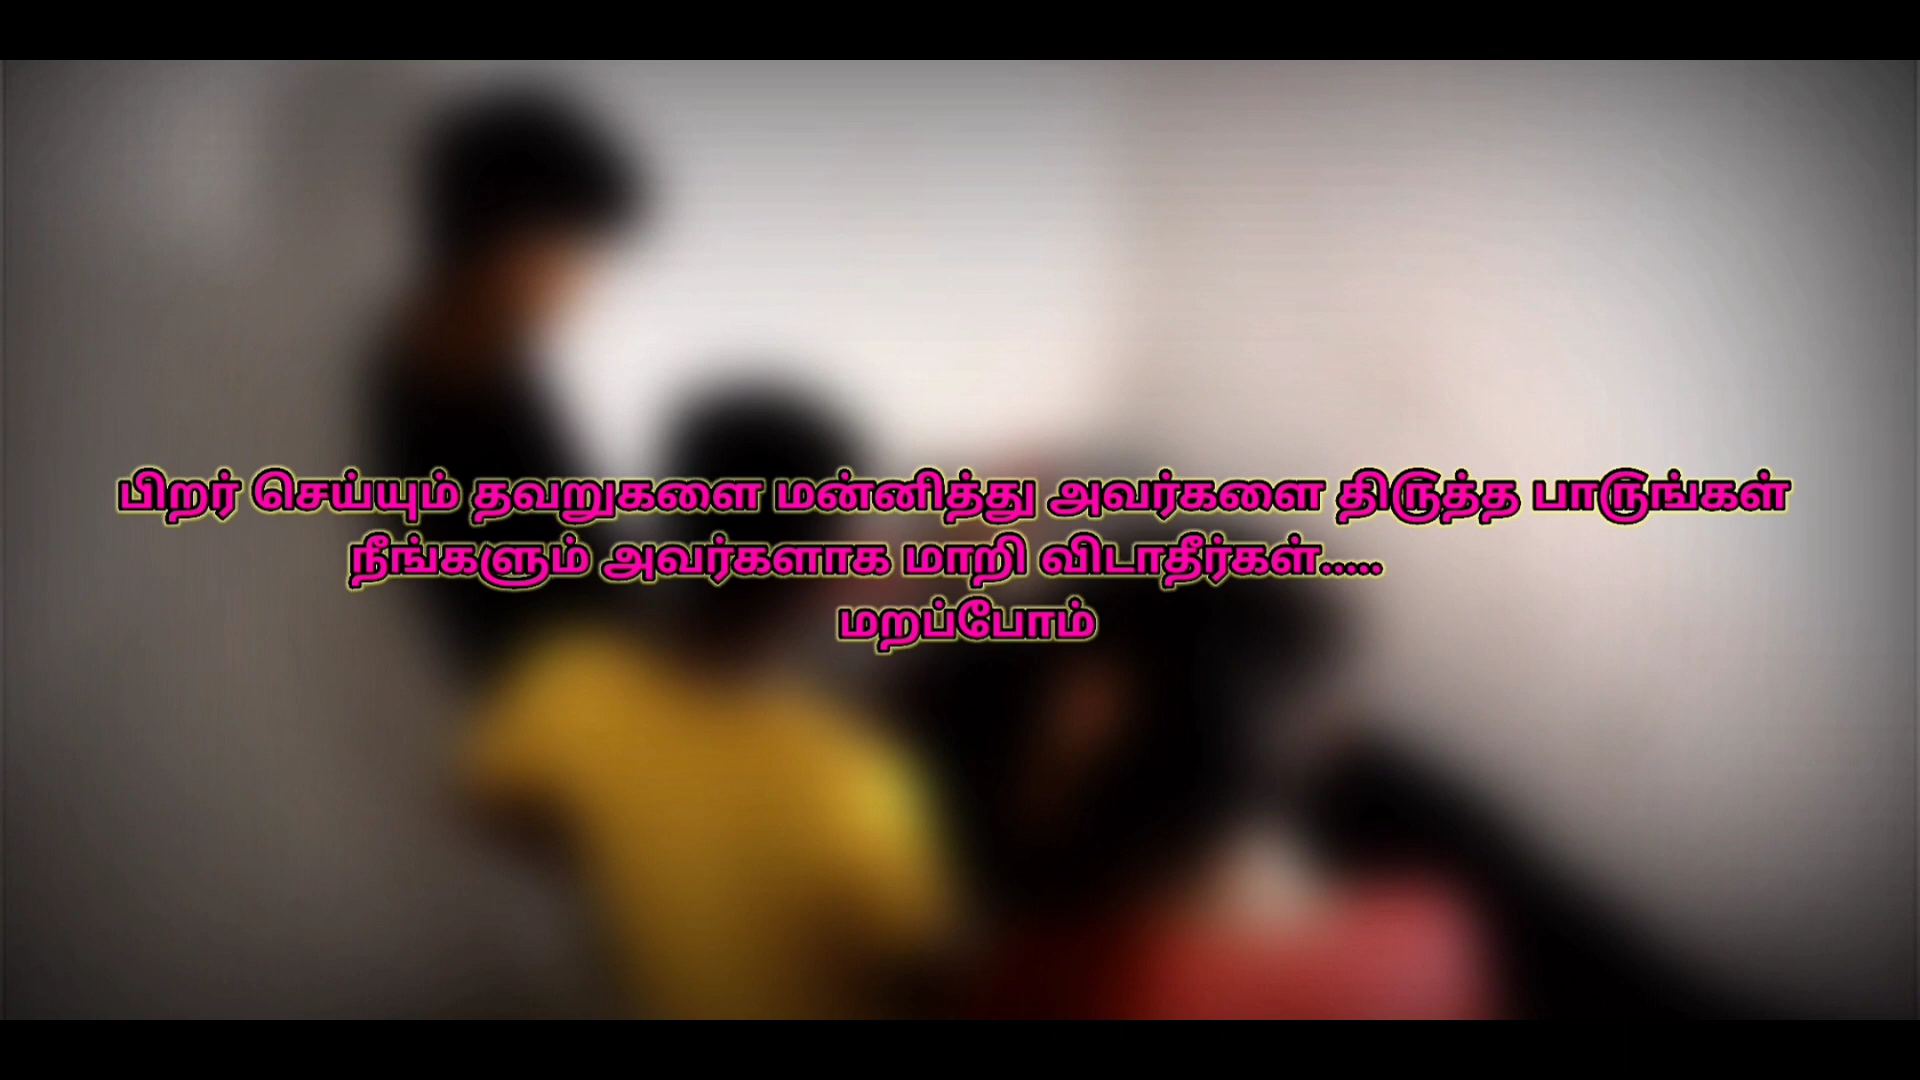 பிறர் செய்யும் தவறுகளை மன்னித்து அவர்களை திருத்த பாருங்கள்
நீங்களும் அவர்களாக மாறி விடாதீர்கள்.....
மறப்போம்